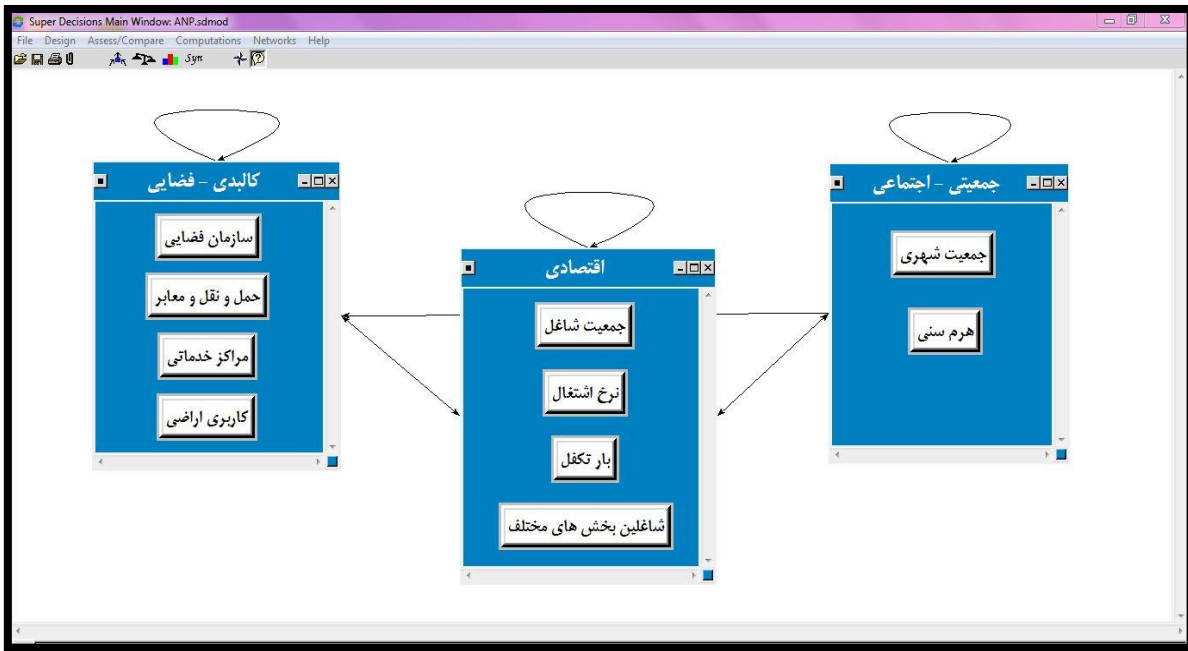 Super Decisions Main Window: ANP.sdmod
File Design Assess/Compare Computations Networks Help
Syn
کالبدی - فضایی
سازمان فضایی
حمل و نقل و معابر
مراکز خدماتی
کاربری اراضی
اقتصادی
جمعیت شاغل
نرخ اشتغال
بار تکفل
شاغلین بخش های مختلف
جمعیتی - اجتماعی
جمعیت شهری
هرم سنی